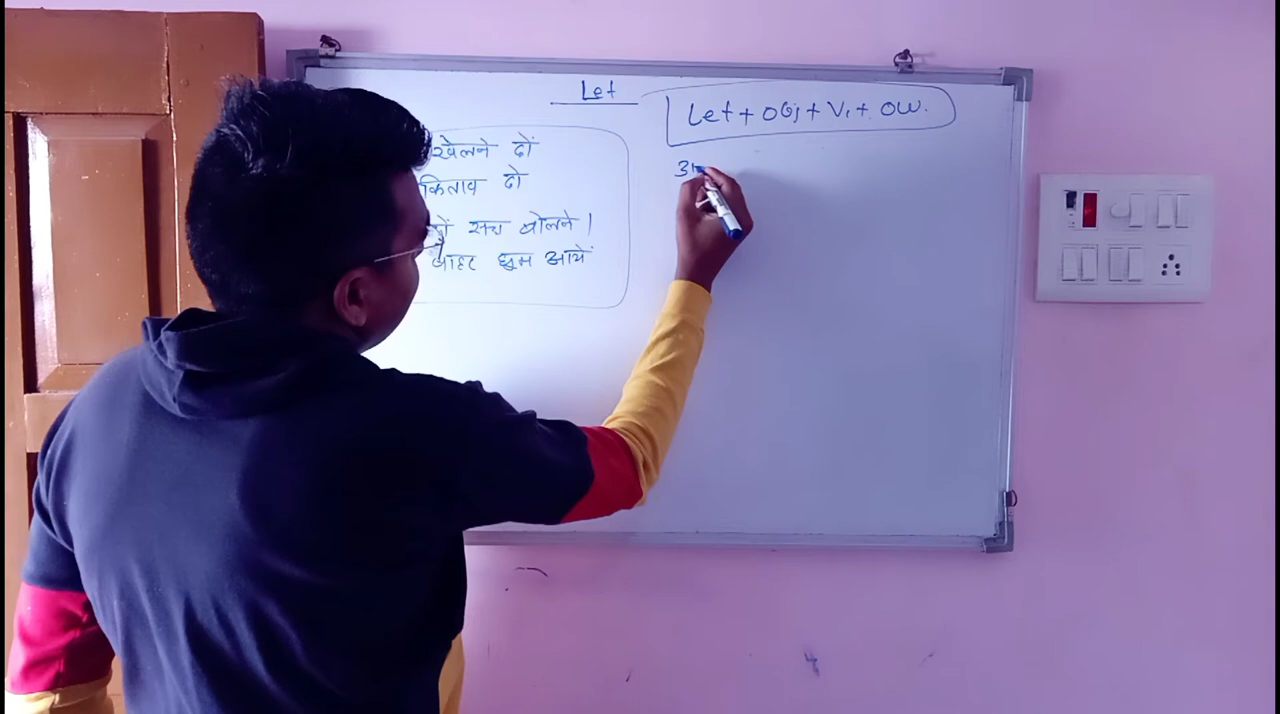 Let
Let + obj + V₁ + OW.
खेलने दों
किताव दो
सच बोलने।
बाहर घुम आयें